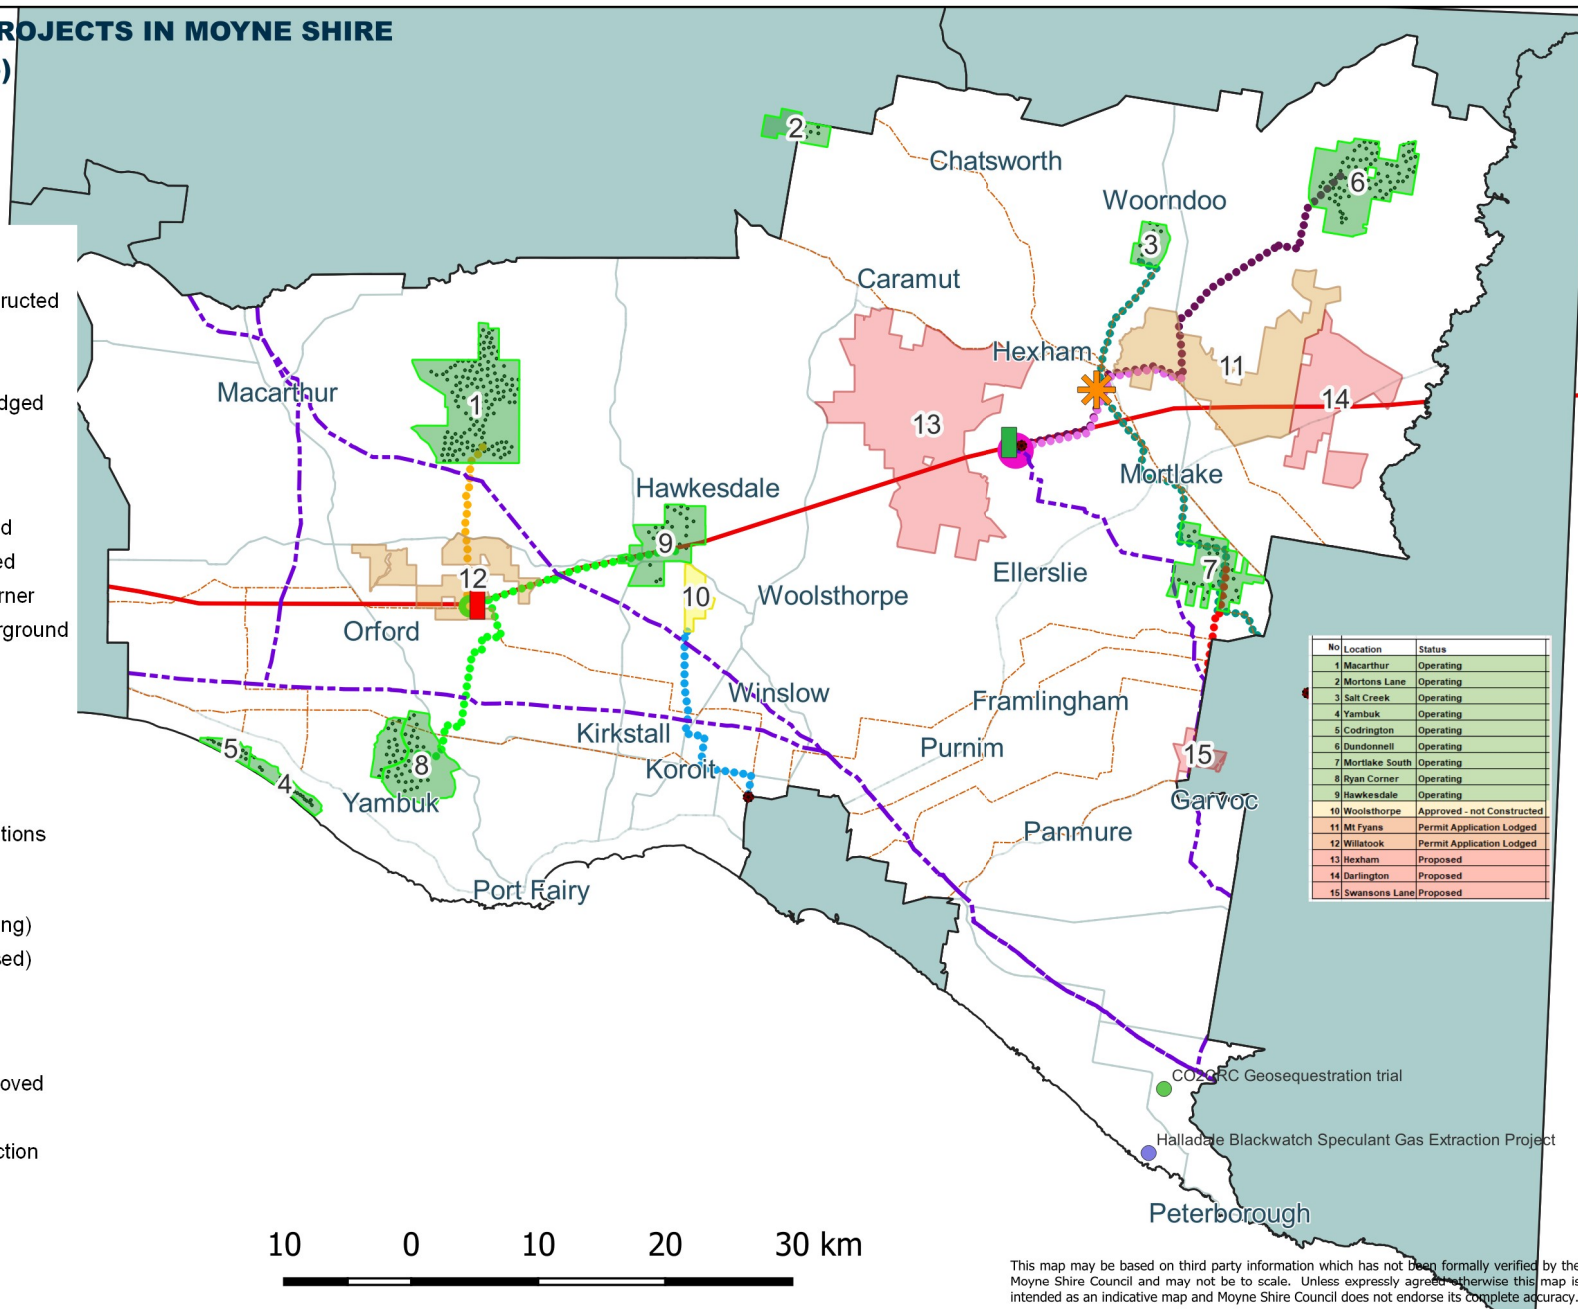 ROJECTS IN MOYNE SHIRE
)
ructed
dged
d
ed
rner
rground
tions
ng)
sed)
oved
ction
2
Chatsworth
6
Woorndoo
3
Caramut
Hexham
11
Macarthur
1
14
13
Mortlake
Hawkesdale
9
7
Ellerslie
12
10
Woolsthorpe
Orford
Winslow
Framlingham
Kirkstall
Purnim
5
15
8
Koroit
4
Yambuk
Garvoc
Panmure
Port Fairy
No Location Status
1 Macarthur Operating
2 Mortons Lane Operating
3 Salt Creek Operating
4 Yambuk Operating
5 Codrington Operating
6 Dundonnell Operating
7 Mortlake South Operating
8 Ryan Corner Operating
9 Hawkesdale Operating
10 Woolsthorpe Approved - not Constructed
11 Mt Fyans Permit Application Lodged
12 Willatook Permit Application Lodged
13 Hexham Proposed
14 Darlington Proposed
15 Swansons Lane Proposed
CO2CRC Geosequestration trial
Halladale Blackwatch Speculant Gas Extraction Project
Peterborough
10 0 10 20 30 km
This map may be based on third party information which has not been formally verified by the
Moyne Shire Council and may not be to scale. Unless expressly agreed otherwise this map is
intended as an indicative map and Moyne Shire Council does not endorse its complete accuracy.